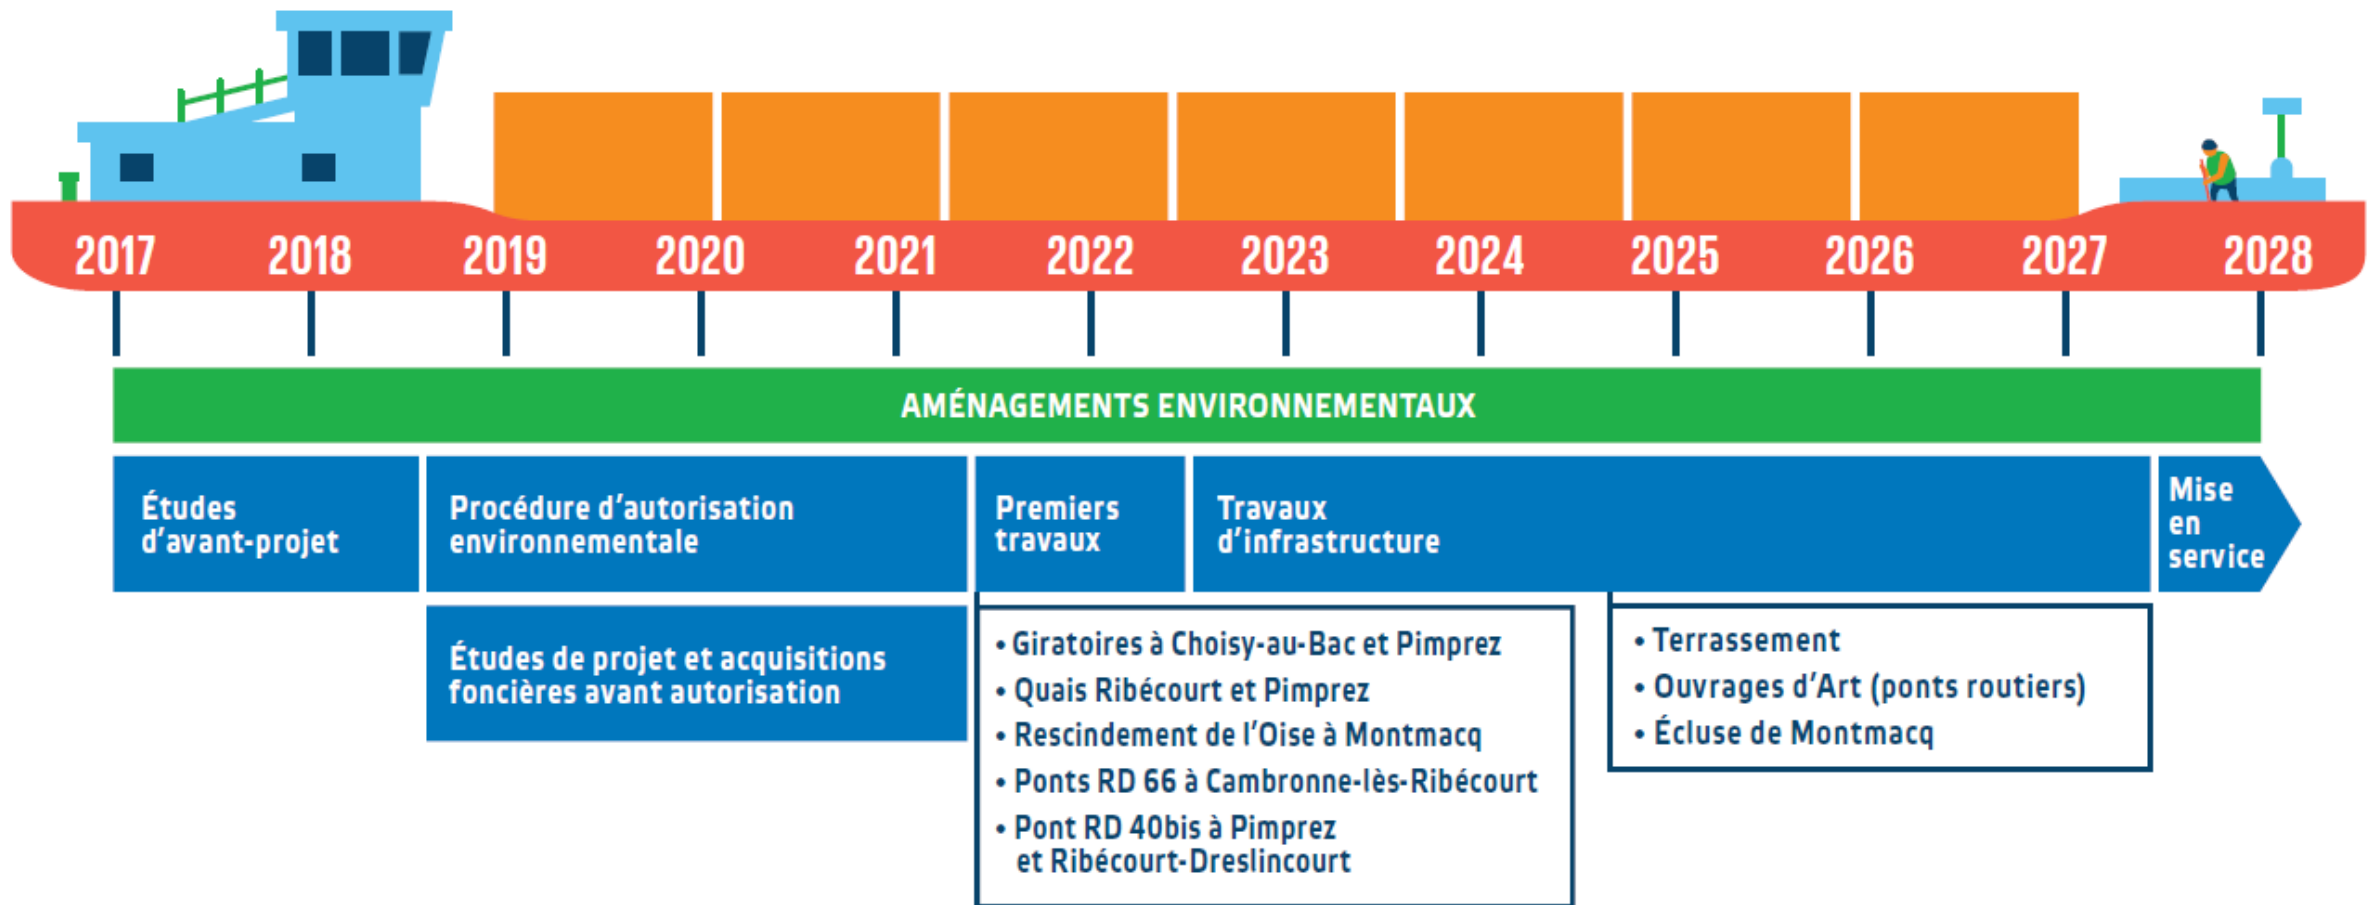 2017 2018 2019 2020 2021 2022 2023 2024 2025 2026 2027 2028
AMÉNAGEMENTS ENVIRONNEMENTAUX
Études
d'avant-projet
Procédure d'autorisation
environnementale
Premiers
travaux
Travaux
d'infrastructure
Mise
en
service
Études de projet et acquisitions
foncières avant autorisation
• Giratoires à Choisy-au-Bac et Pimprez
• Quais Ribécourt et Pimprez
• Rescindement de l'Oise à Montmacq
• Ponts RD 66 à Cambronne-lès-Ribécourt
• Pont RD 40bis à Pimprez
et Ribécourt-Dreslincourt
• Terrassement
• Ouvrages d'Art (ponts routiers)
• Écluse de Montmacq